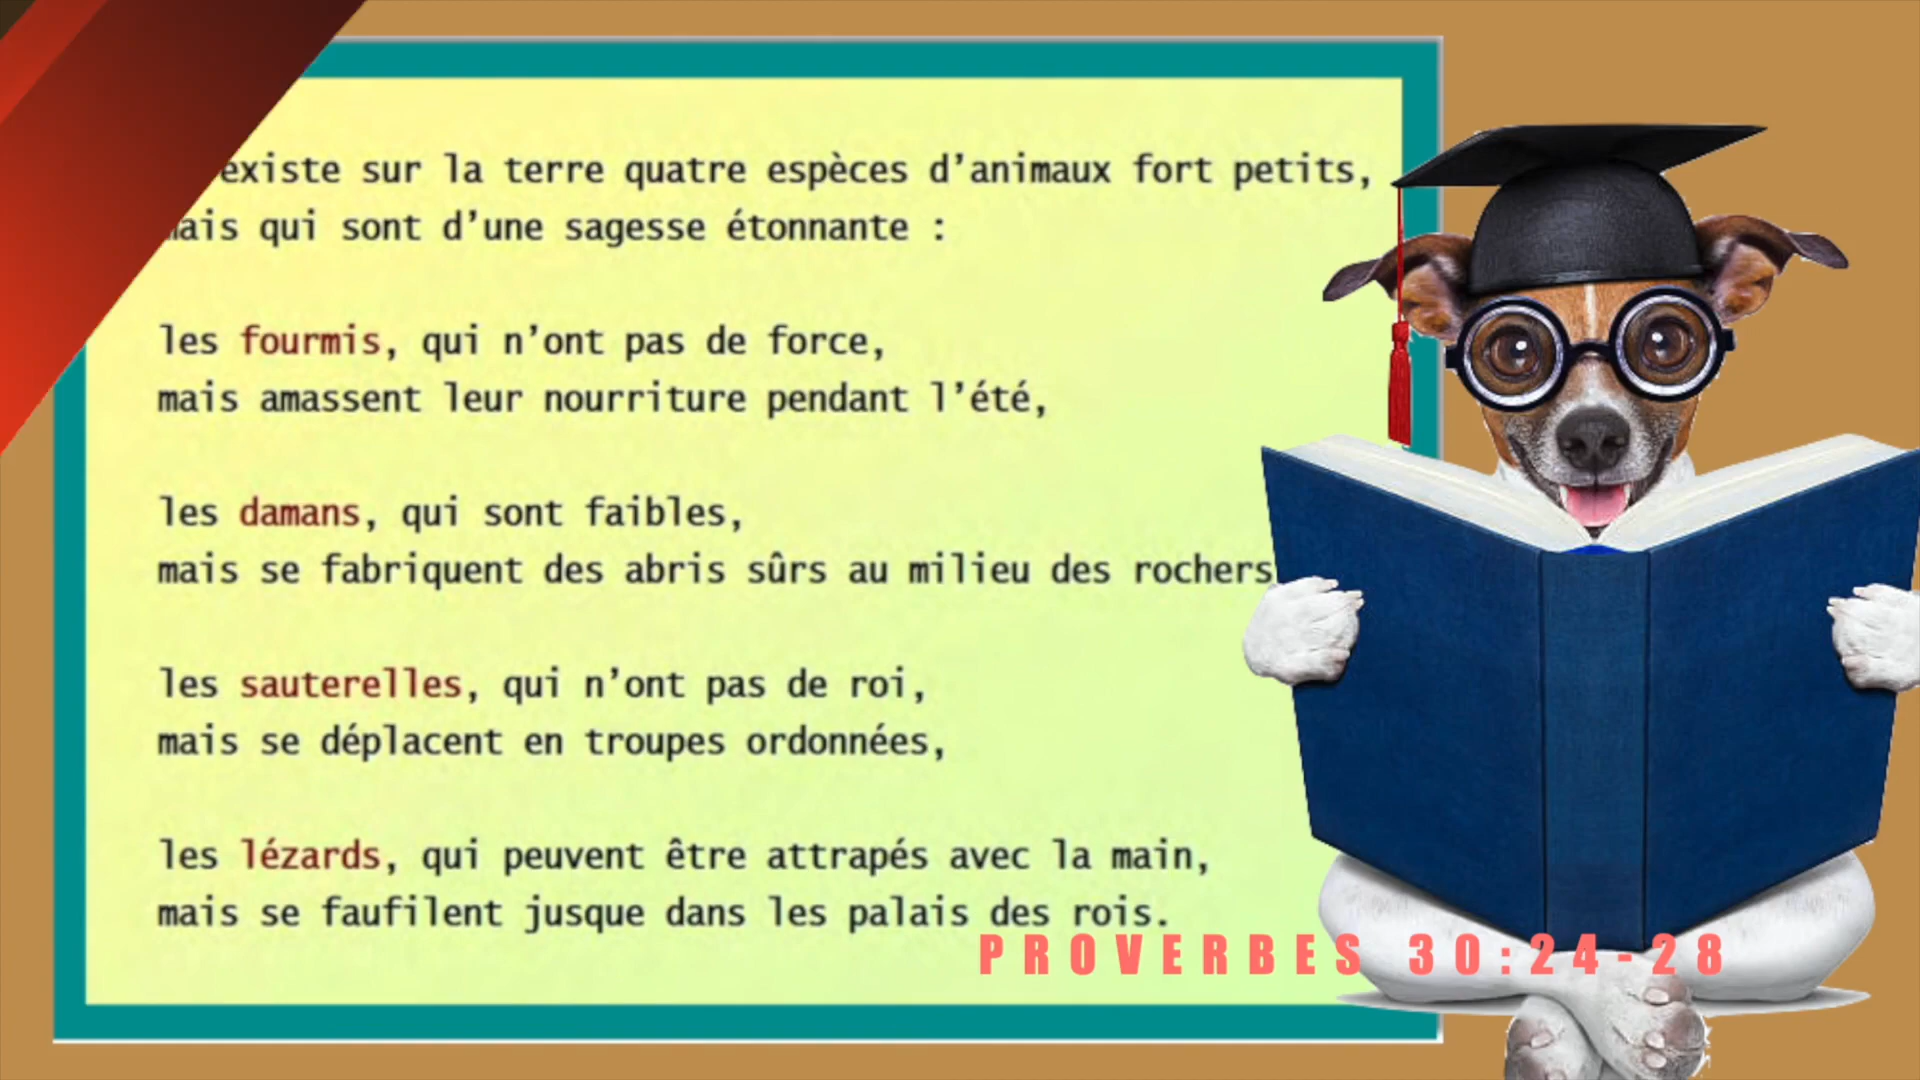 existe sur la terre quatre espèces d’animaux fort petits,
mais qui sont d’une sagesse étonnante :
les fourmis, qui n’ont pas de force,
mais amassent leur nourriture pendant l’été,
les damans, qui sont faibles,
mais se fabriquent des abris sûrs au milieu des rochers
les sauterelles, qui n’ont pas de roi,
mais se déplacent en troupes ordonnées,
les lézards, qui peuvent être attrapés avec la main,
mais se faufilent jusque dans les palais des rois.
PROVERBES 30:24-28